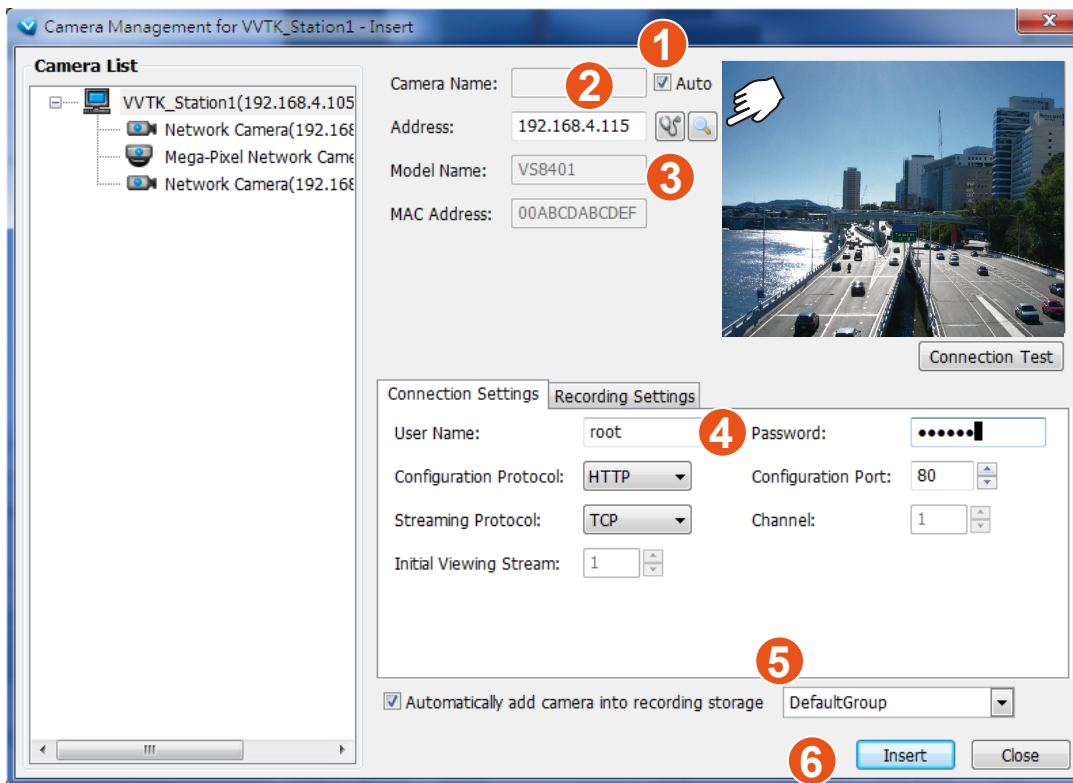 Camera Management for VVTK_Station1 - Insert
1
Camera List
VVTK_Station1(192.168.4.105
Network Camera(192.168
Mega-Pixel Network Came
Network Camera(192.168
Camera Name:
2
Auto
Address:
192.168.4.115
Model Name:
VS8401
3
MAC Address:
00ABCDABCDEF
Connection Test
Connection Settings
Recording Settings
User Name:
root
4
Password:
••••••
Configuration Protocol:
HTTP
Configuration Port:
80
Streaming Protocol:
TCP
Channel:
1
Initial Viewing Stream:
1
5
Automatically add camera into recording storage
DefaultGroup
6
Insert
Close